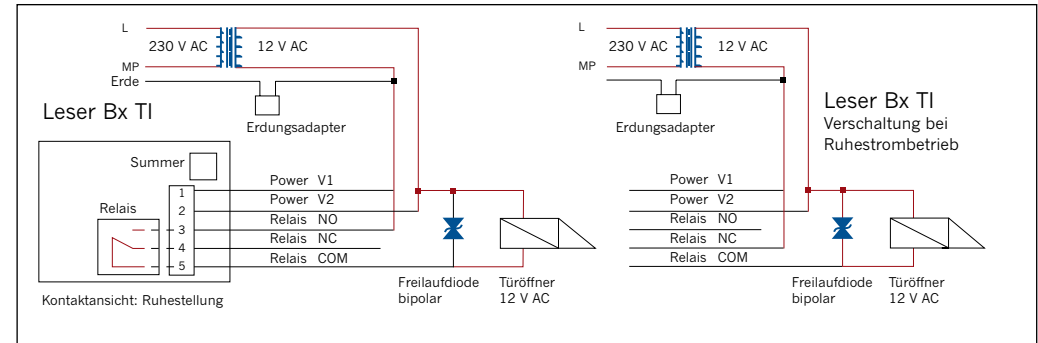 L
230 V AC 12 V AC
MP
Erde
Erdungsadapter
Leser Bx TI
Summer
Relais
1
2
3
4
5
Power V1
Power V2
Relais NO
Relais NC
Relais COM
Kontaktansicht: Ruhestellung
Freilaufdiode
bipolar
Türöffner
12 V AC
L
230 V AC 12 V AC
MP
Erdungsadapter
Leser Bx TI
Verschaltung bei
Ruhestrombetrieb
Power V1
Power V2
Relais NO
Relais NC
Relais COM
Freilaufdiode
bipolar
Türöffner
12 V AC